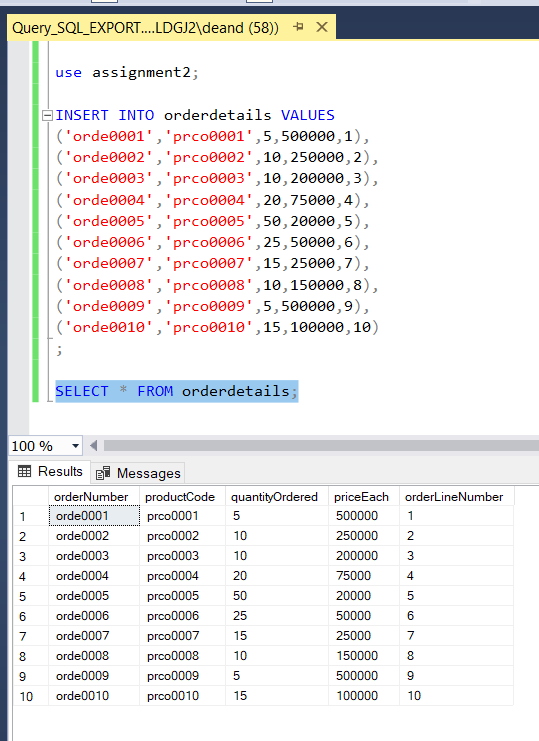 Query_SQL_EXPORT....LDGJ2\deand (58))
use assignment2;
INSERT INTO orderdetails VALUES
('orde0001','prco0001',5,500000,1),
('orde0002','prco0002',10,250000,2),
('orde0003','prco0003',10,200000,3),
('orde0004','prco0004',20,75000,4),
('orde0005','prco0005',50,20000,5),
('orde0006','prco0006',25,50000,6),
('orde0007','prco0007',15,25000,7),
('orde0008','prco0008',10,150000,8),
('orde0009','prco0009',5,500000,9),
('orde0010','prco0010',15,100000,10)
;
SELECT * FROM orderdetails;
100 %
Results Messages
orderNumber productCode quantityOrdered priceEach orderLineNumber
1 orde0001 prco0001 5 500000 1
2 orde0002 prco0002 10 250000 2
3 orde0003 prco0003 10 200000 3
4 orde0004 prco0004 20 75000 4
5 orde0005 prco0005 50 20000 5
6 orde0006 prco0006 25 50000 6
7 orde0007 prco0007 15 25000 7
8 orde0008 prco0008 10 150000 8
9 orde0009 prco0009 5 500000 9
10 orde0010 prco0010 15 100000 10